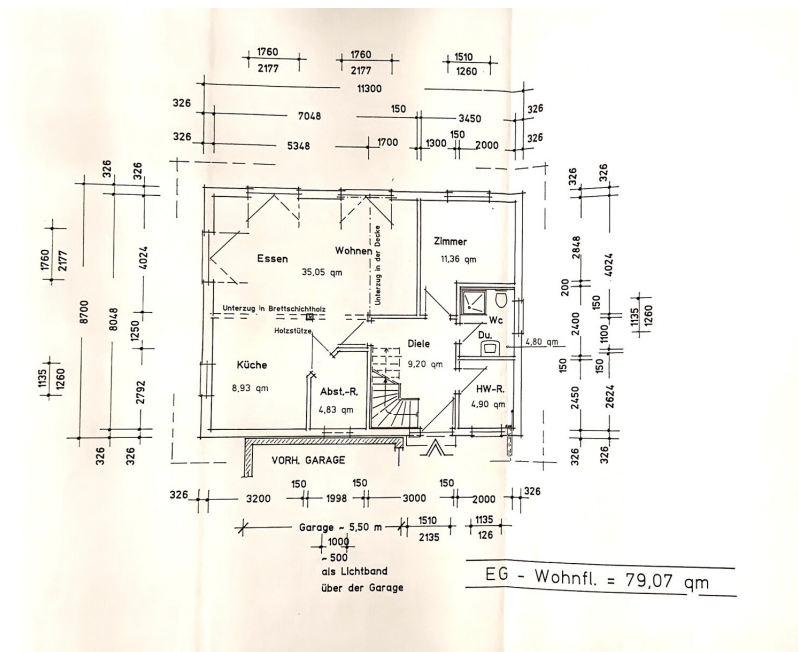 1760 1760 1510
2177 2177 1260
11300
326 150 326
7048 3450
326 150 326
5348 1700 1300 2000
326 326 326 326
1760 2177 4024 2848 4024
Zimmer
Wohnen
Essen 11,36 qm
35,05 qm
Unterzug in der Decke
200 150
8700 8048 1250 Unterzug in Brettschichtholz 2400 1100 1135 1260
Holzstütze
Wc
Du.
4,80 qm
Diele
9,20 qm
150 150
Küche
8,93 qm
1135 1260 2792
Abst.-R.
4,83 qm
HW-R.
4,90 qm
2450 2624
326 326 326 326
VORH. GARAGE
150 150 150
326 3200 1998 3000 2000 326
Garage ~ 5,50 m 1510 1135
2135 126
1000
~ 500
als Lichtband
über der Garage
EG - Wohnfl. = 79,07 qm